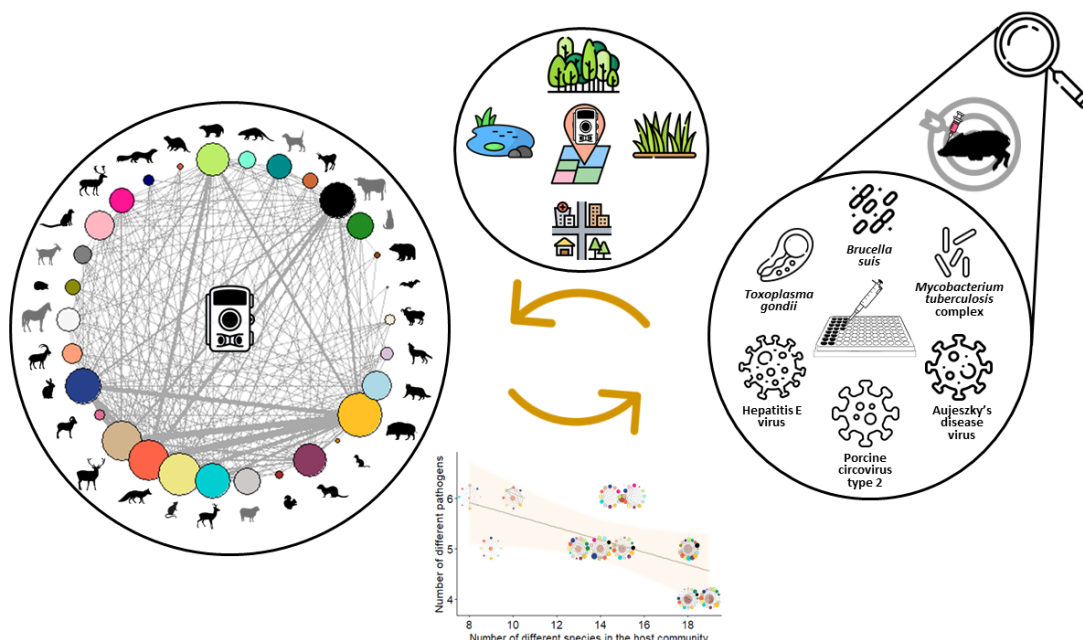 Brucella
suis
Toxoplasma
gondii
Mycobacterium
tuberculosis
complex
Hepatitis E
virus
Aujeszky's
disease
virus
Porcine
circovirus
type 2
Number of different pathogens
6
5
4
8
10
12
14
16
18
Number of different species in the host community